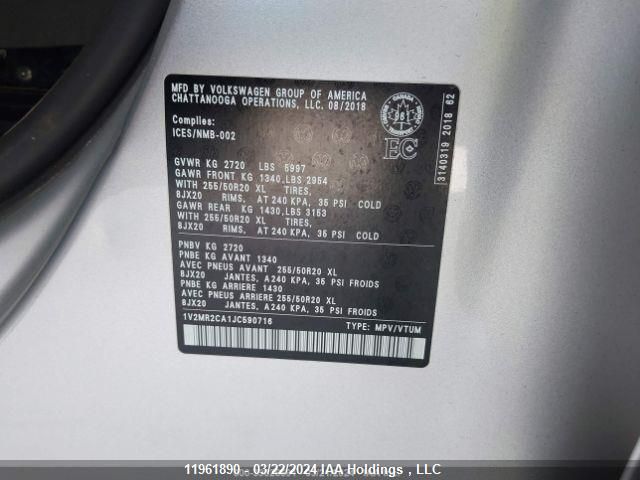 MFD BY VOLKSWAGEN GROUP OF AMERICA
CHATTANOOGA OPERATIONS, LLC. 08/2018
Complies:
ICES/NMB-002
CANADA
961
EC
3140319 2018 62
GVWR KG 2720 LBS 5997
GAWR FRONT KG 1340,LBS 2954
WITH 255/50R20 XL TIRES,
8JX20 RIMS, AT 240 KPA, 35 PSI COLD
GAWR REAR KG 1430,LBS 3153
WITH 255/50R20 XL TIRES,
8JX20 RIMS, AT 240 KPA, 35 PSI COLD
PNBV KG 2720
PNBE KG AVANT 1340
AVEC PNEUS AVANT 255/50R20 XL
8JX20 JANTES, A 240 KPA, 35 PSI FROIDS
PNBE KG ARRIERE 1430
AVEC PNEUS ARRIERE 255/50R20 XL
8JX20 JANTES, A 240 KPA, 35 PSI FROIDS
1V2MR2CA1JC590716 TYPE: MPV/VTUM
11961890 - 03/22/2024 IAA Holdings , LLC